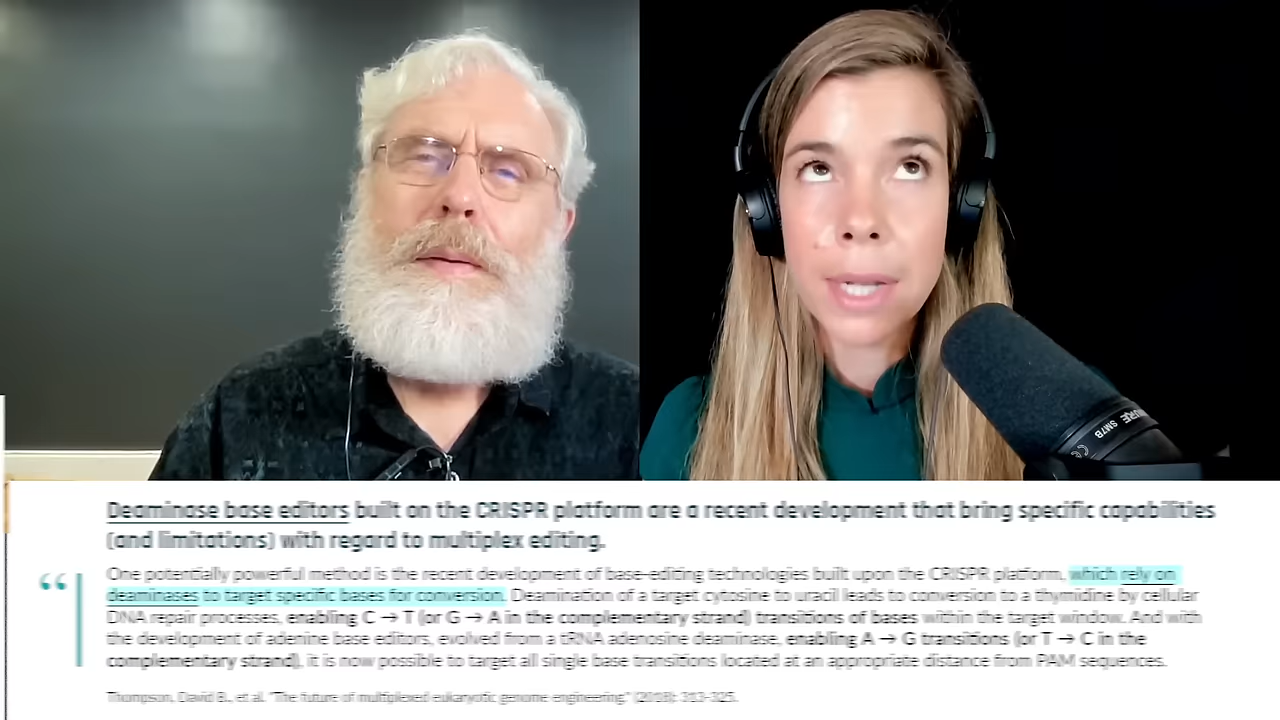 SHURE SM7B
Deaminase base editors built on the CRISPR platform are a recent development that bring specific capabilities
(and limitations) with regard to multiplex editing.
“
One potentially powerful method is the recent development of base-editing technologies built upon the CRISPR platform, which rely on
deaminases to target specific bases for conversion. Deamination of a target cytosine to uracil leads to conversion to a thymidine by cellular
DNA repair processes, enabling C → T (or G → A in the complementary strand) transitions of bases within the target window. And with
the development of adenine base editors, evolved from a tRNA adenosine deaminase, enabling A → G transitions (or T → C in the
complementary strand), it is now possible to target all single base transitions located at an appropriate distance from PAM sequences.
Thompson, David B., et al. "The future of multiplexed eukaryotic genome engineering" (2018): 313-325.